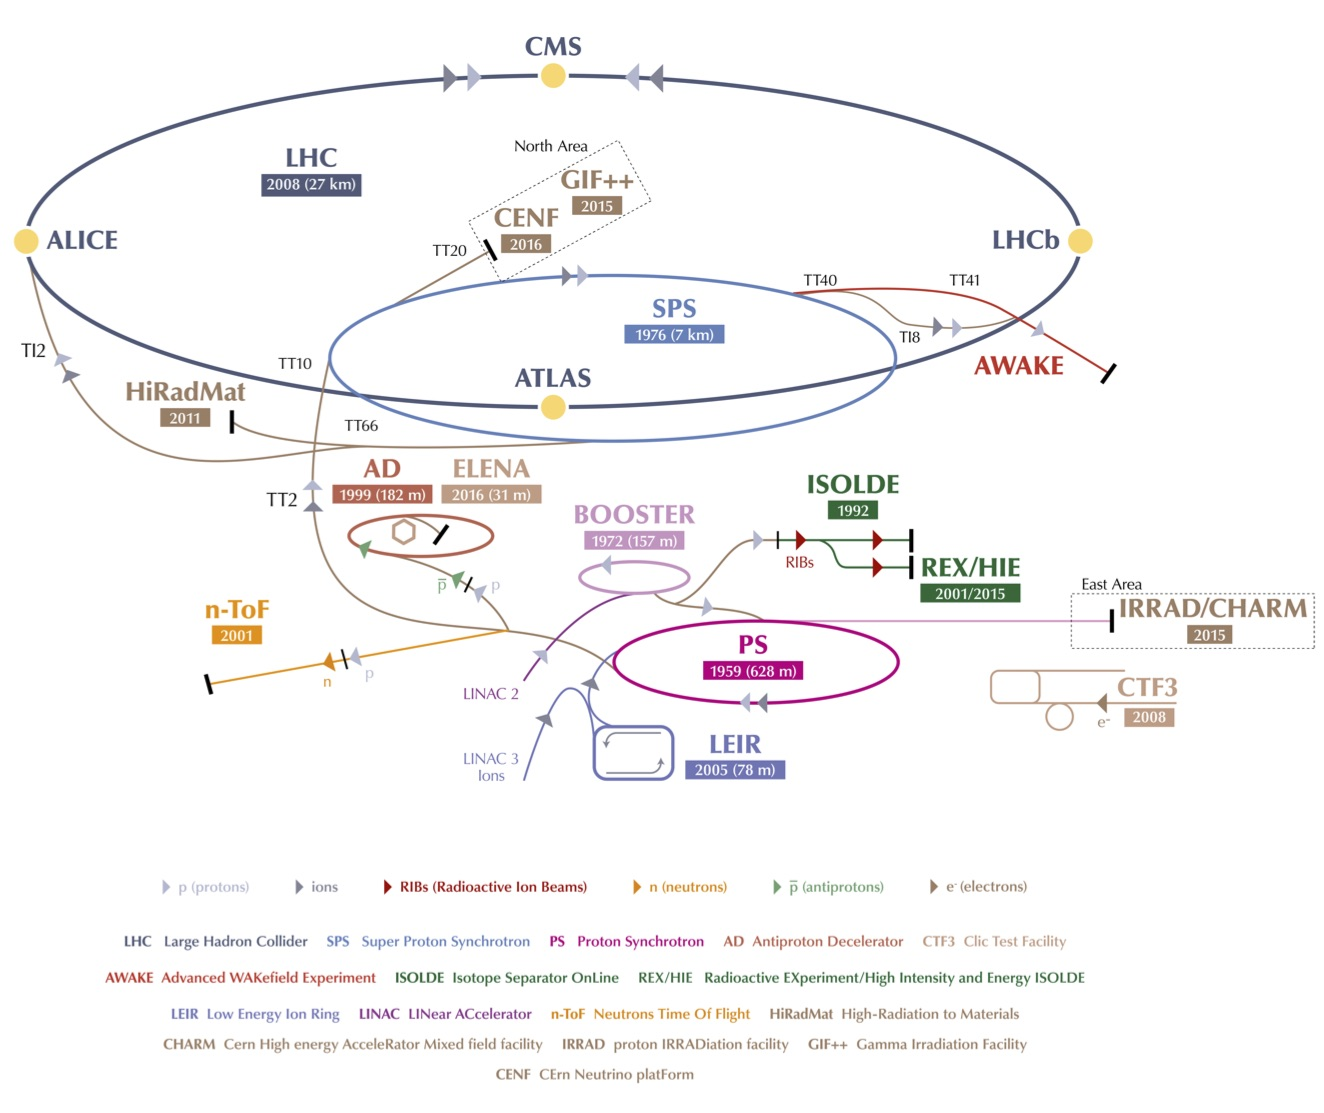 CMS
LHC
2008 (27 km)
North Area
GIF++
2015
CENF
2016
ALICE
TT20
LHCb
TT40
TT41
SPS
1976 (7 km)
TI8
TI2
TT10
AWAKE
ATLAS
HiRadMat
2011
TT66
AD
1999 (182 m)
ELENA
2016 (31 m)
TT2
ISOLDE
1992
BOOSTER
1972 (157 m)
RIBs
REX/HIE
2001/2015
p̅
p
East Area
IRRAD/CHARM
2015
n-ToF
2001
n
p
PS
1959 (628 m)
LINAC 2
CTF3
2008
e-
LINAC 3
Ions
LEIR
2005 (78 m)
p (protons) ions RIBs (Radioactive Ion Beams) n (neutrons) p̅ (antiprotons) e- (electrons)
LHC Large Hadron Collider SPS Super Proton Synchrotron PS Proton Synchrotron AD Antiproton Decelerator CTF3 Clic Test Facility
AWAKE Advanced WAKefield Experiment ISOLDE Isotope Separator OnLine REX/HIE Radioactive EXperiment/High Intensity and Energy ISOLDE
LEIR Low Energy Ion Ring LINAC LINear ACcelerator n-ToF Neutrons Time Of Flight HiRadMat High-Radiation to Materials
CHARM Cern High energy AcceleRator Mixed field facility IRRAD proton IRRADiation facility GIF++ Gamma Irradiation Facility
CENF CErn Neutrino platForm